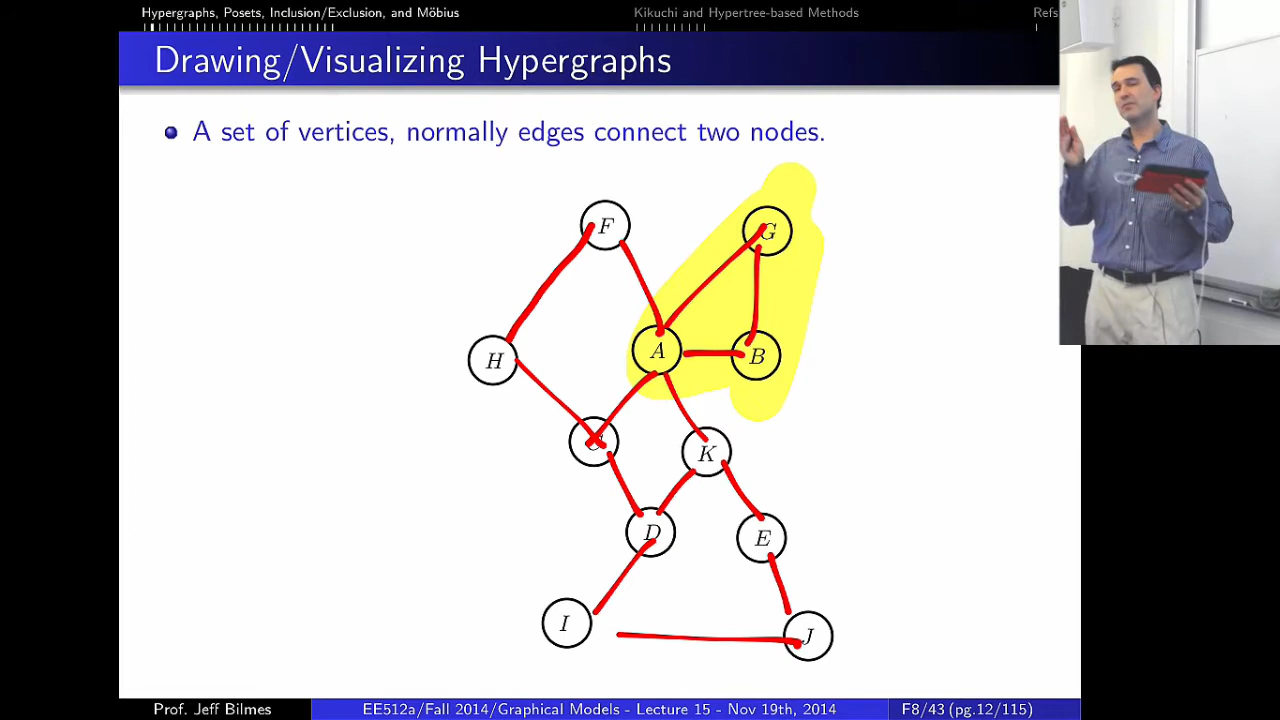 Hypergraphs, Posets, Inclusion/Exclusion, and Möbius Kikuchi and Hypertree-based Methods Refs
Drawing/Visualizing Hypergraphs
A set of vertices, normally edges connect two nodes.
F G
H A B
C K
D E
I J
Prof. Jeff Bilmes EE512a/Fall 2014/Graphical Models - Lecture 15 - Nov 19th, 2014 F8/43 (pg.12/115)